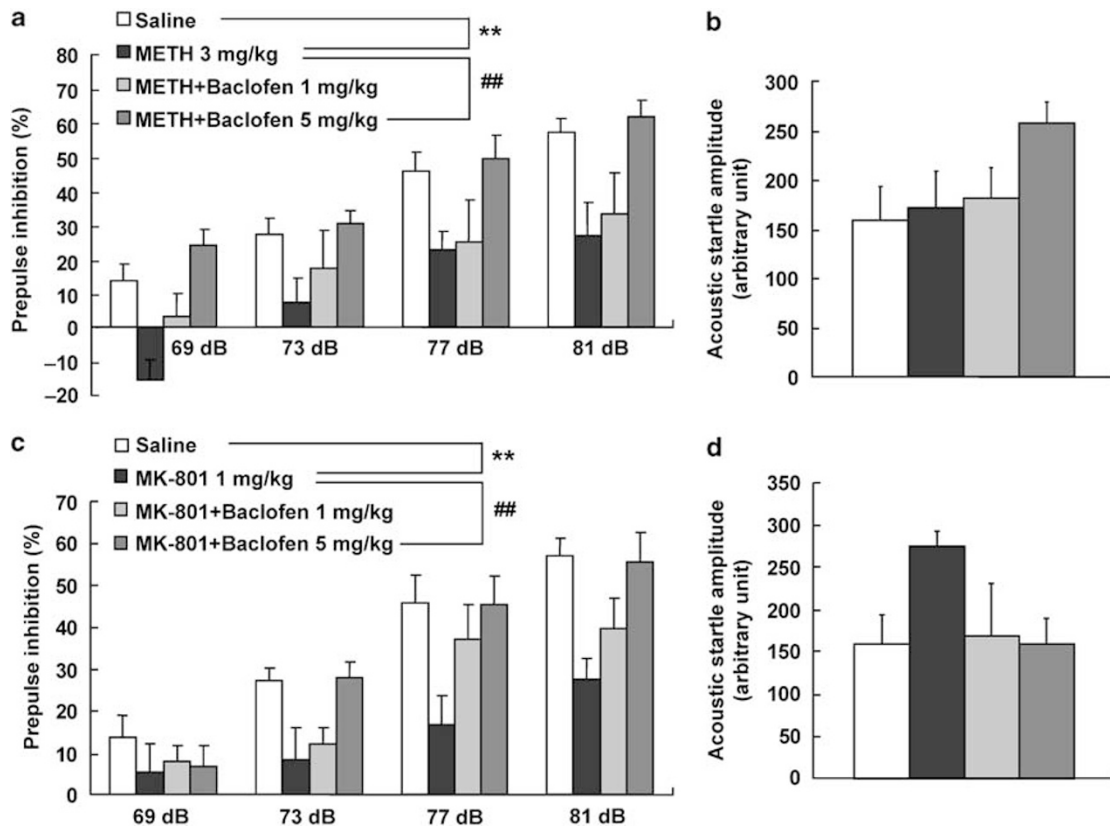 a
Saline
**
METH 3 mg/kg
METH+Baclofen 1 mg/kg
##
METH+Baclofen 5 mg/kg
Prepulse inhibition (%)
80
70
60
50
40
30
20
10
0
–10
–20
69 dB
73 dB
77 dB
81 dB
b
Acoustic startle amplitude
(arbitrary unit)
300
250
200
150
100
50
0
c
Saline
**
MK-801 1 mg/kg
MK-801+Baclofen 1 mg/kg
##
MK-801+Baclofen 5 mg/kg
Prepulse inhibition (%)
70
60
50
40
30
20
10
0
69 dB
73 dB
77 dB
81 dB
d
Acoustic startle amplitude
(arbitrary unit)
300
250
200
150
100
50
0